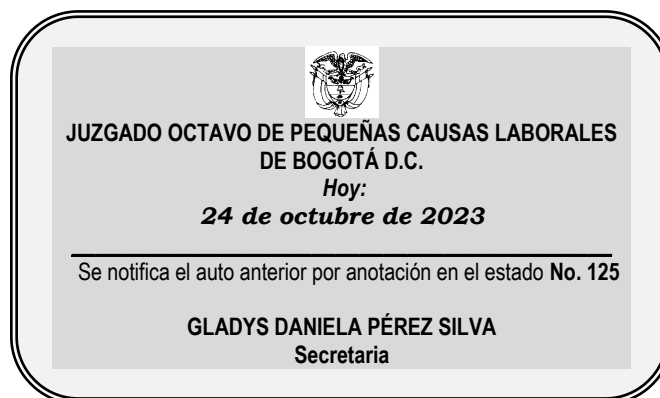 JUZGADO OCTAVO DE PEQUEÑAS CAUSAS LABORALES
DE BOGOTÁ D.C.
Hoy:
24 de octubre de 2023
Se notifica el auto anterior por anotación en el estado No. 125
GLADYS DANIELA PÉREZ SILVA
Secretaria